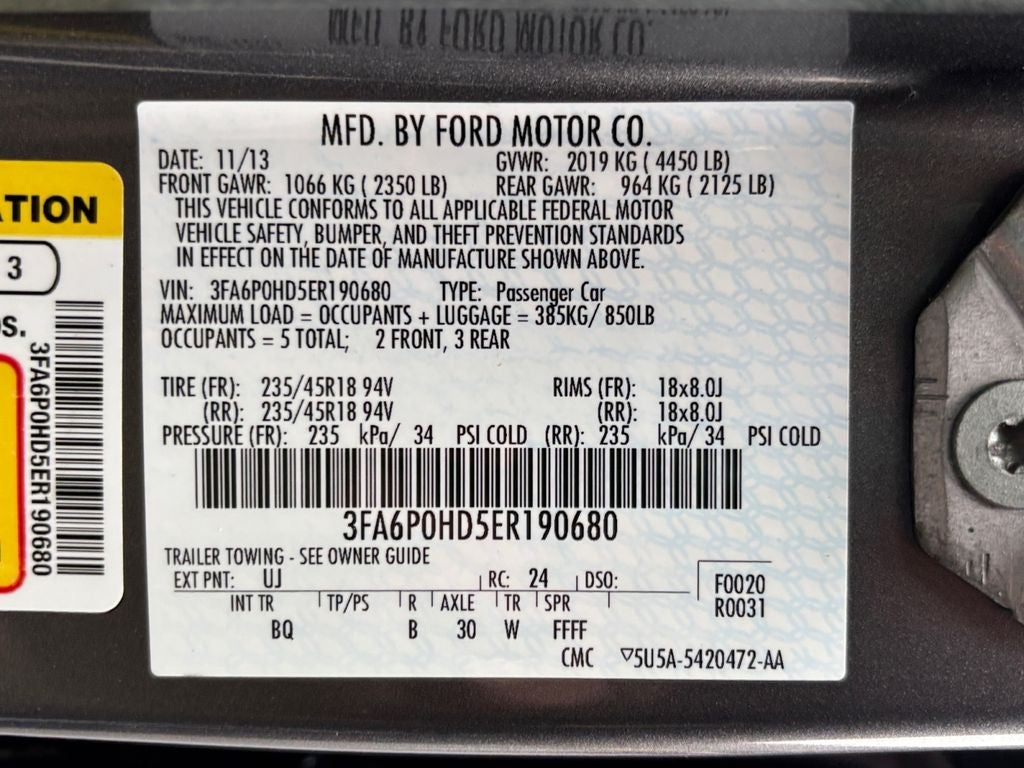 MFD. BY FORD MOTOR CO.
MFD. BY FORD MOTOR CO.
DATE: 11/13 GVWR: 2019 KG ( 4450 LB)
FRONT GAWR: 1066 KG ( 2350 LB) REAR GAWR: 964 KG ( 2125 LB)
THIS VEHICLE CONFORMS TO ALL APPLICABLE FEDERAL MOTOR
VEHICLE SAFETY, BUMPER, AND THEFT PREVENTION STANDARDS
IN EFFECT ON THE DATE OF MANUFACTURE SHOWN ABOVE.
VIN: 3FA6P0HD5ER190680 TYPE: Passenger Car
MAXIMUM LOAD = OCCUPANTS + LUGGAGE = 385KG/ 850LB
OCCUPANTS = 5 TOTAL; 2 FRONT, 3 REAR
TIRE (FR): 235/45R18 94V RIMS (FR): 18x8.0J
(RR): 235/45R18 94V (RR): 18x8.0J
PRESSURE (FR): 235 kPa/ 34 PSI COLD (RR): 235 kPa/ 34 PSI COLD
3FA6P0HD5ER190680
TRAILER TOWING - SEE OWNER GUIDE
EXT PNT: UJ RC: 24 DSO:
F0020
R0031
INT TR TP/PS R AXLE TR SPR
BQ B 30 W FFFF
CMC ▽5U5A-5420472-AA
3
3FA6P0HD5ER190680